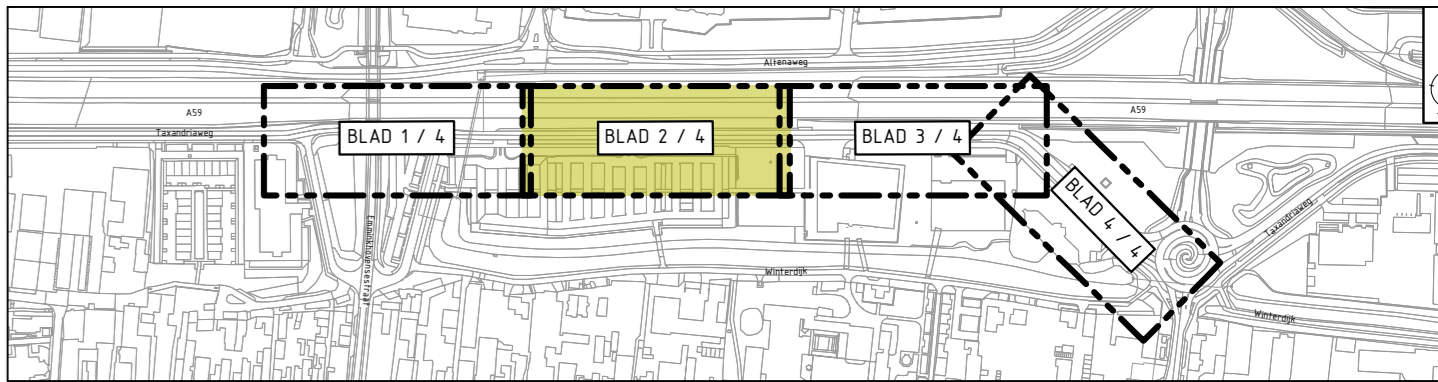 Altenaweg
A59
A59
Taxandriaweg
BLAD 1 / 4
BLAD 2 / 4
BLAD 3 / 4
BLAD 4 / 4
Taxandriaweg
Emmikhovensestraat
Winterdijk
Winterdijk